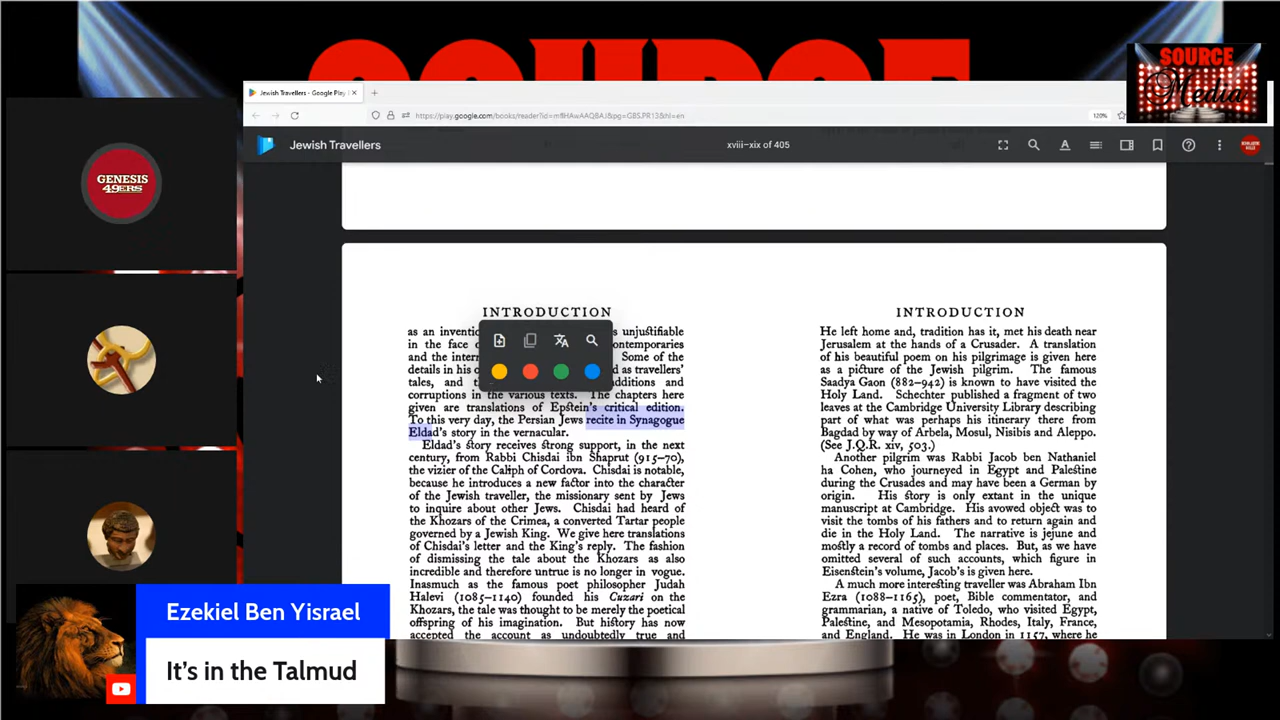 SOURCE
SOURCE
Media
Jewish Travellers - Google Play
https://play.google.com/books/reader?id=mflHAwAAQBAJ&pg=GBS.PR13&hl=en
120%
Jewish Travellers
xviii–xix of 405
GENESIS
49ERS
INTRODUCTION
as an unjustifiable
in the face contemporaries
and the Some of the
details in his as travellers'
tales, and additions and
corruptions in the various texts. The chapters here
given are translations of Epstein's critical edition.
To this very day, the Persian Jews recite in Synagogue
Eldad's story in the vernacular.
Eldad's story receives strong support, in the next
century, from Rabbi Chisdai ibn Shaprut (915–70),
the vizier of the Caliph of Cordova. Chisdai is notable,
because he introduces a new factor into the character
of the Jewish traveller, the missionary sent by Jews
to inquire about other Jews. Chisdai had heard of
the Khozars of the Crimea, a converted Tartar people
governed by a Jewish King. We give here translations
of Chisdai's letter and the King's reply. The fashion
of dismissing the tale about the Khozars as also
incredible and therefore untrue is no longer in vogue.
Inasmuch as the famous poet philosopher Judah
Halevi (1085–1140) founded his Cuzari on the
Khozars, the tale was thought to be merely the poetical
offspring of his imagination. But history has now
accepted the account as undoubtedly true and
INTRODUCTION
He left home and, tradition has it, met his death near
Jerusalem at the hands of a Crusader. A translation
of his beautiful poem on his pilgrimage is given here
as a picture of the Jewish pilgrim. The famous
Saadya Gaon (882–942) is known to have visited the
Holy Land. Schechter published a fragment of two
leaves at the Cambridge University Library describing
part of what was perhaps his itinerary there from
Bagdad by way of Arbela, Mosul, Nisibis and Aleppo.
(See J.Q.R. xiv, 503.)
Another pilgrim was Rabbi Jacob ben Nathaniel
ha Cohen, who journeyed in Egypt and Palestine
during the Crusades and may have been a German by
origin. His story is only extant in the unique
manuscript at Cambridge. His avowed object was to
visit the tombs of his fathers and to return again and
die in the Holy Land. The narrative is jejune and
mostly a record of tombs and places. But, as we have
omitted several of such accounts, which figure in
Eisenstein's volume, Jacob's is given here.
A much more interesting traveller was Abraham Ibn
Ezra (1088–1165), poet, Bible commentator, and
grammarian, a native of Toledo, who visited Egypt,
Palestine, and Mesopotamia, Rhodes, Italy, France,
and England. He was in London in 1157, where he
Ezekiel Ben Yisrael
It's in the Talmud